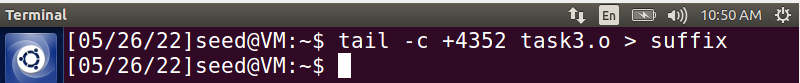 Terminal En 10:50 AM
[05/26/22]seed@VM:~$ tail -c +4352 task3.o > suffix
[05/26/22]seed@VM:~$